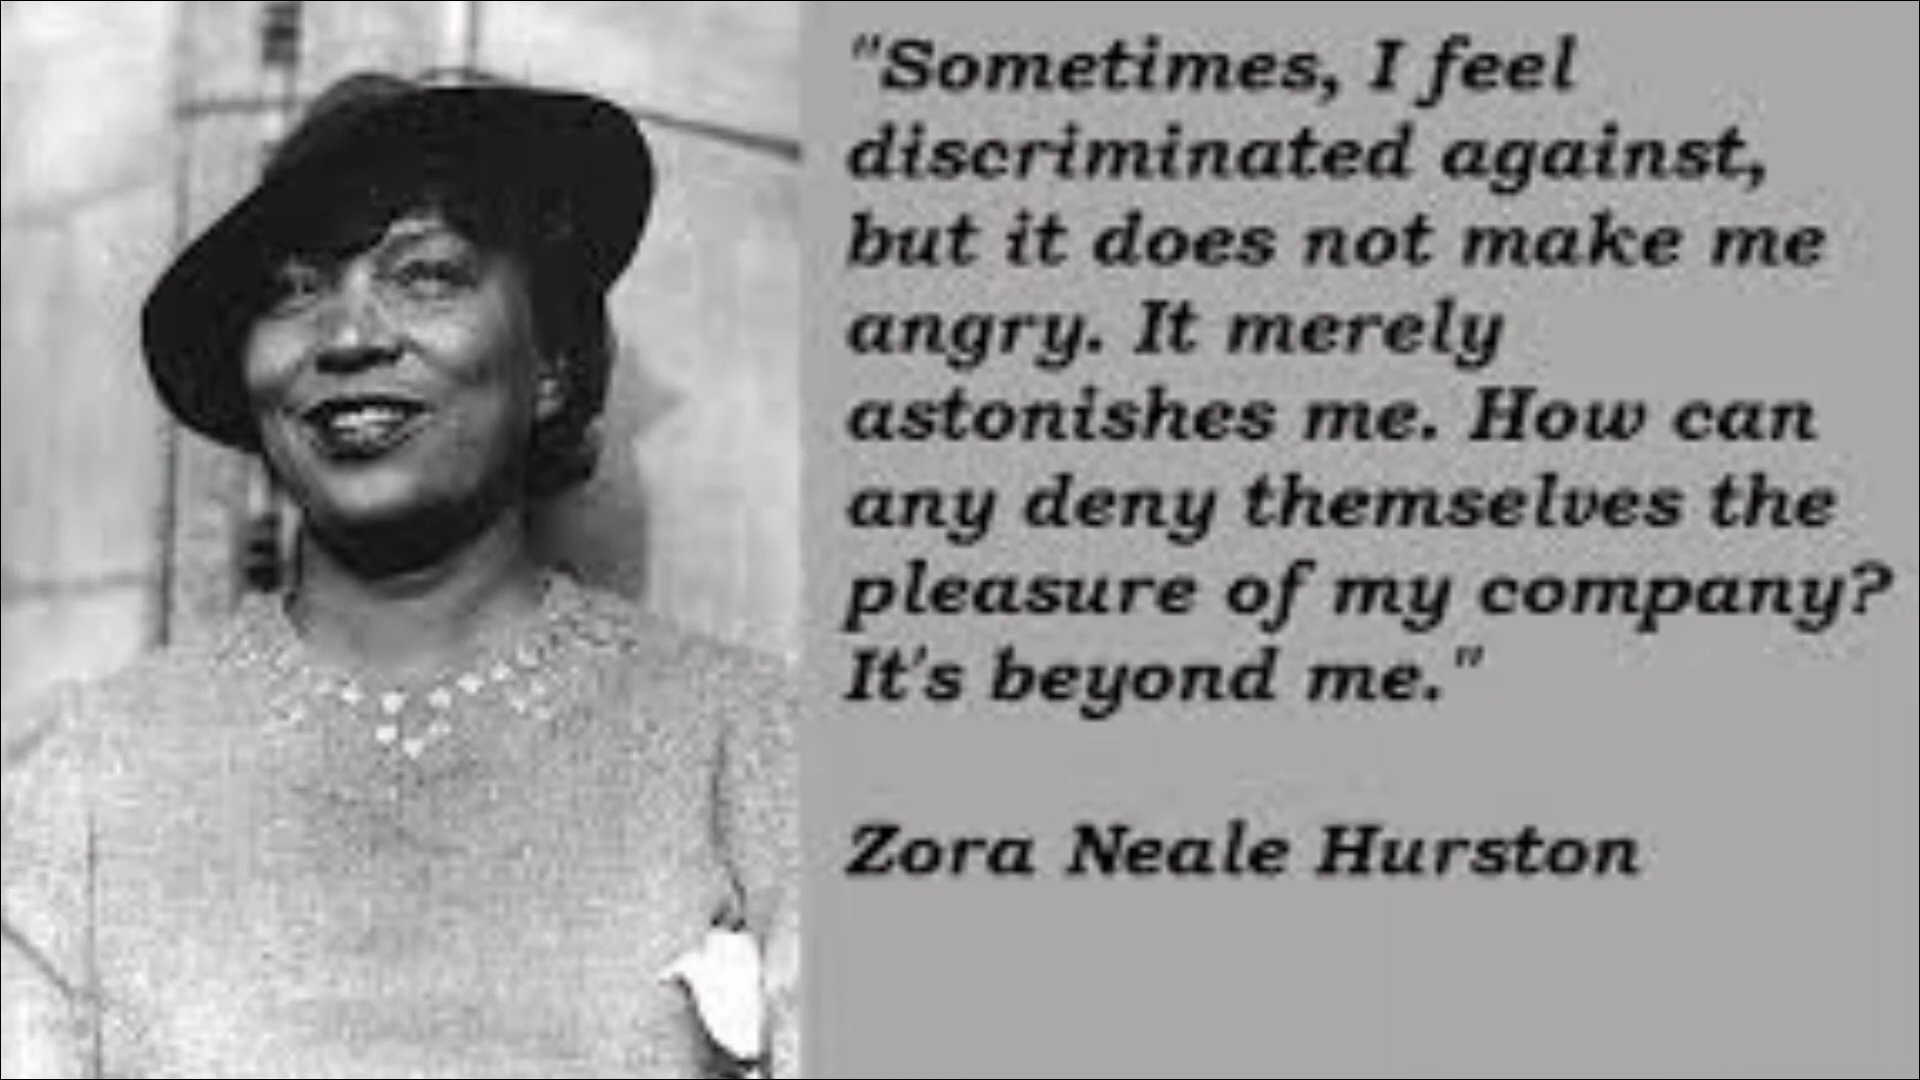 "Sometimes, I feel
discriminated against,
but it does not make me
angry. It merely
astonishes me. How can
any deny themselves the
pleasure of my company?
It's beyond me."
Zora Neale Hurston